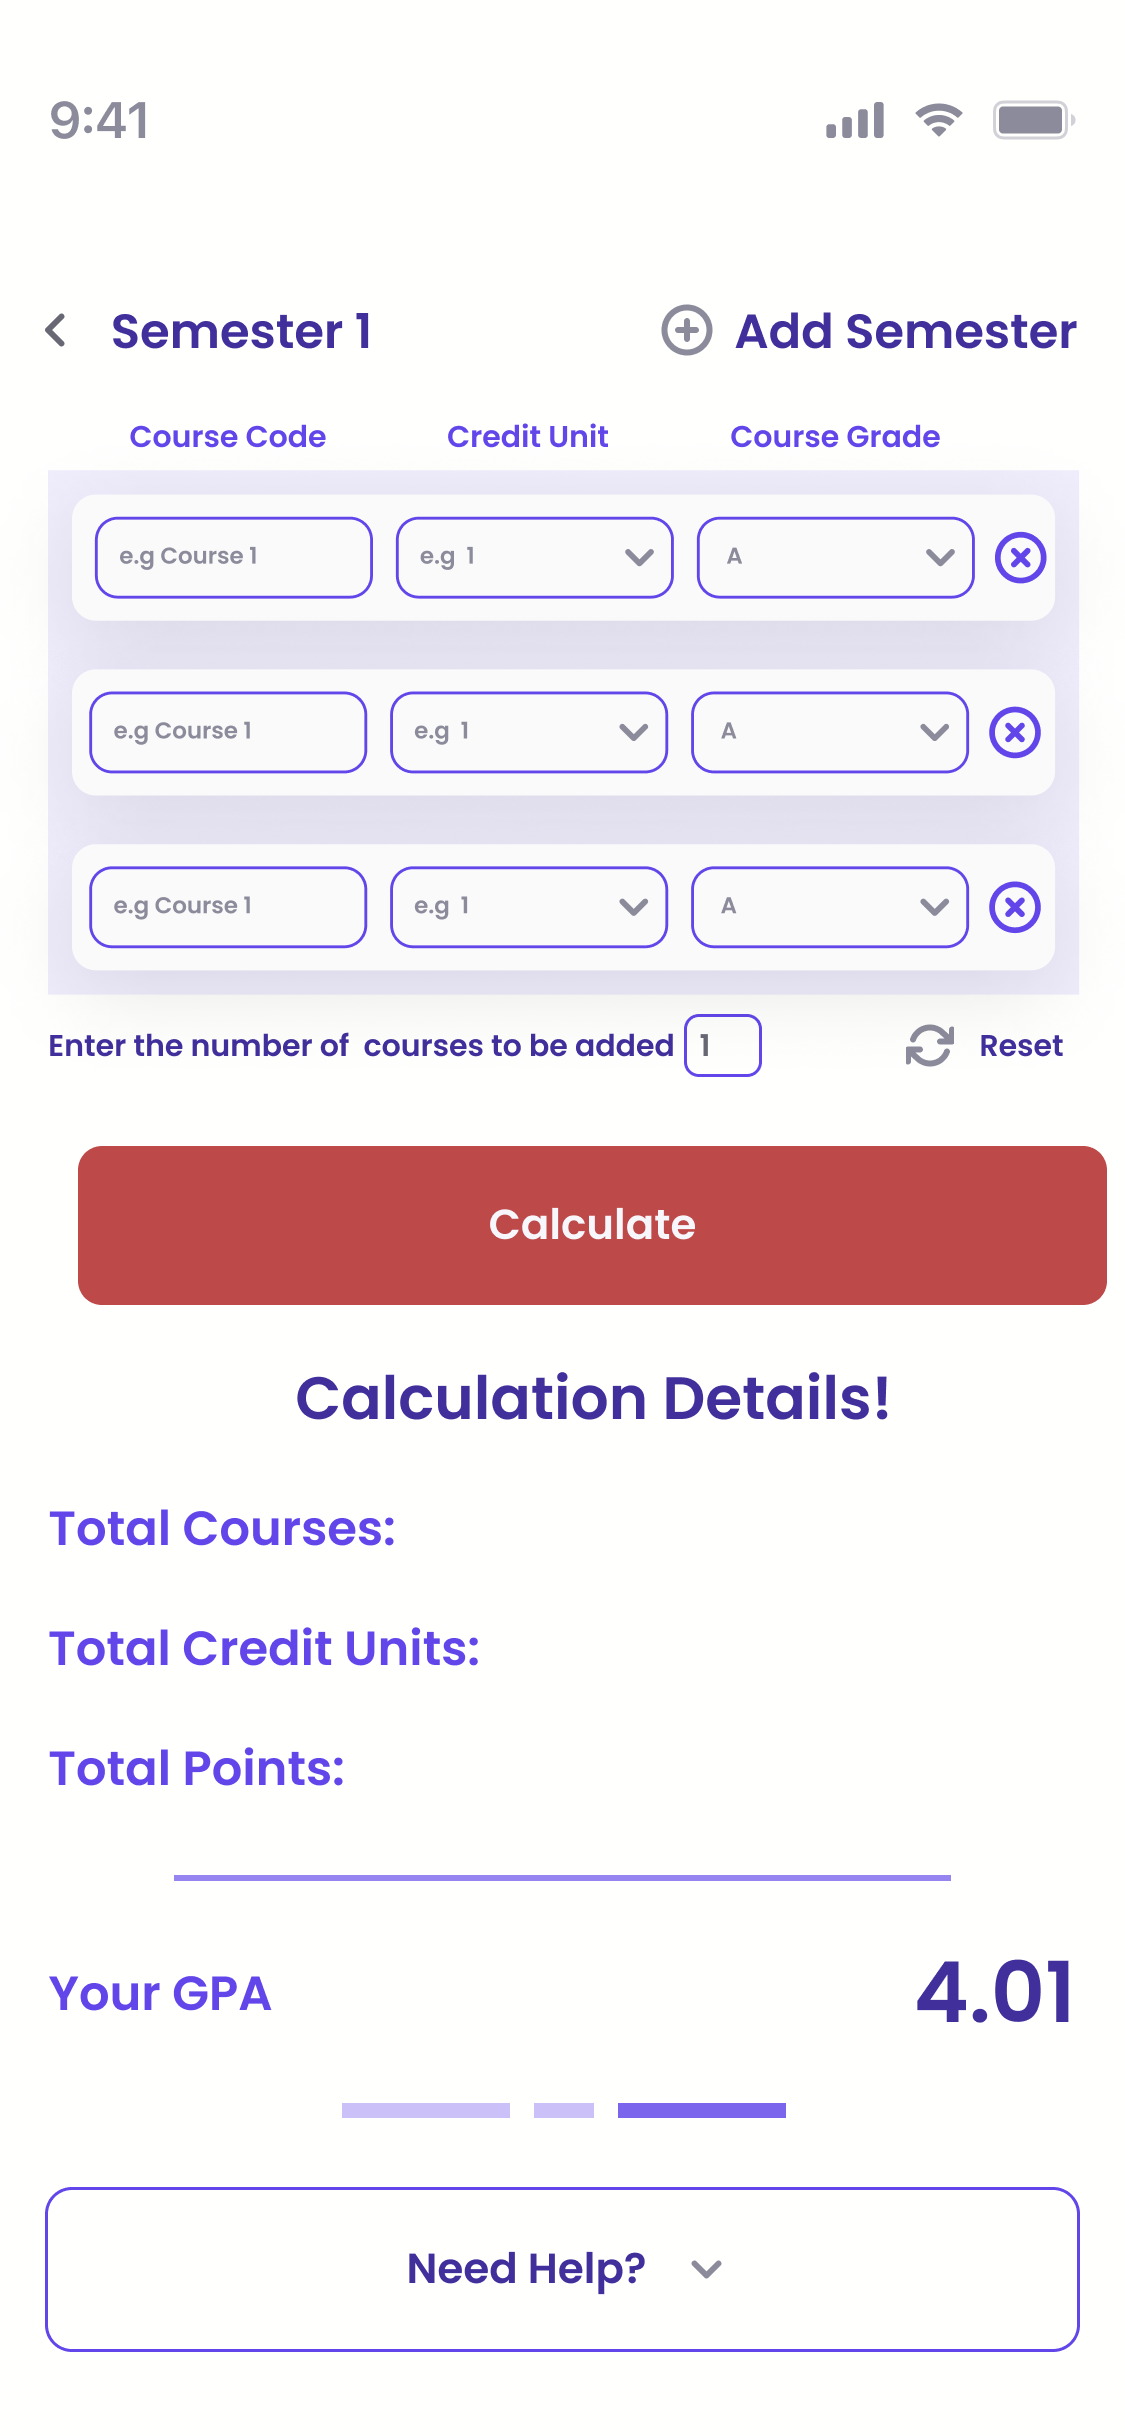 9:41
Semester 1 Add Semester
Course Code Credit Unit Course Grade
e.g Course 1 e.g 1 A
e.g Course 1 e.g 1 A
e.g Course 1 e.g 1 A
Enter the number of courses to be added 1 Reset
Calculate
Calculation Details!
Total Courses:
Total Credit Units:
Total Points:
Your GPA 4.01
Need Help?